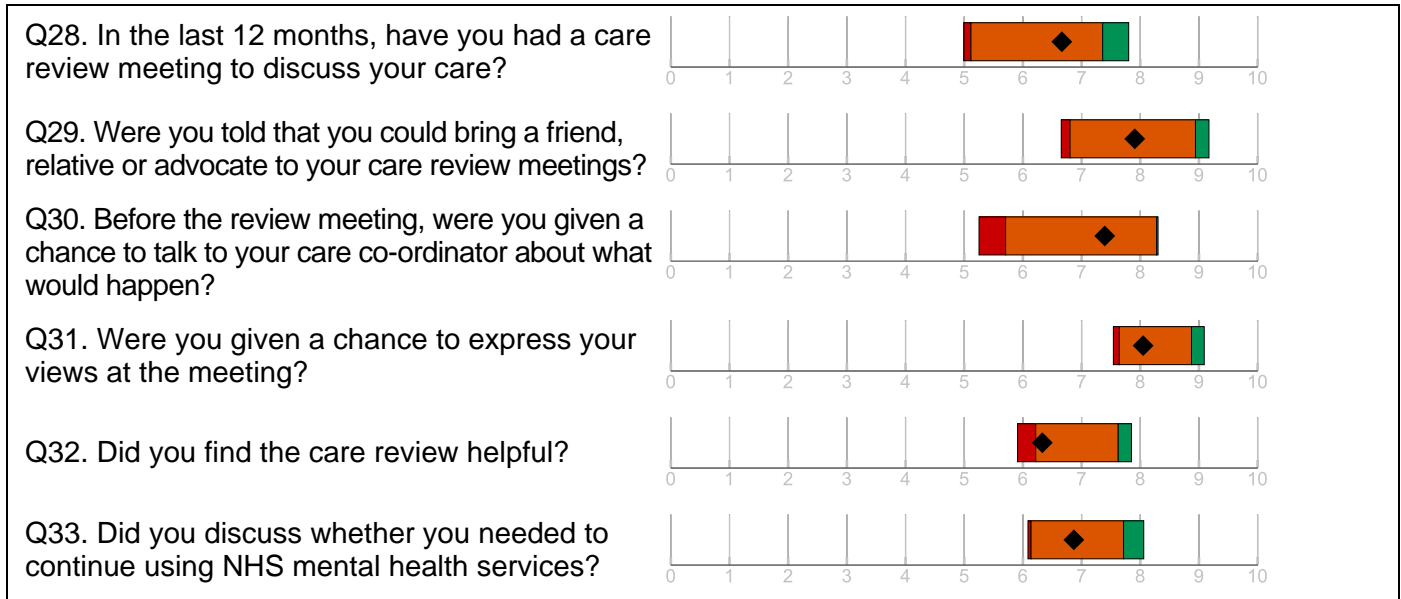 Q28. In the last 12 months, have you had a care
review meeting to discuss your care?
0 1 2 3 4 5 6 7 8 9 10
Q29. Were you told that you could bring a friend,
relative or advocate to your care review meetings?
0 1 2 3 4 5 6 7 8 9 10
Q30. Before the review meeting, were you given a
chance to talk to your care co-ordinator about what
would happen?
0 1 2 3 4 5 6 7 8 9 10
Q31. Were you given a chance to express your
views at the meeting?
0 1 2 3 4 5 6 7 8 9 10
Q32. Did you find the care review helpful?
0 1 2 3 4 5 6 7 8 9 10
Q33. Did you discuss whether you needed to
continue using NHS mental health services?
0 1 2 3 4 5 6 7 8 9 10